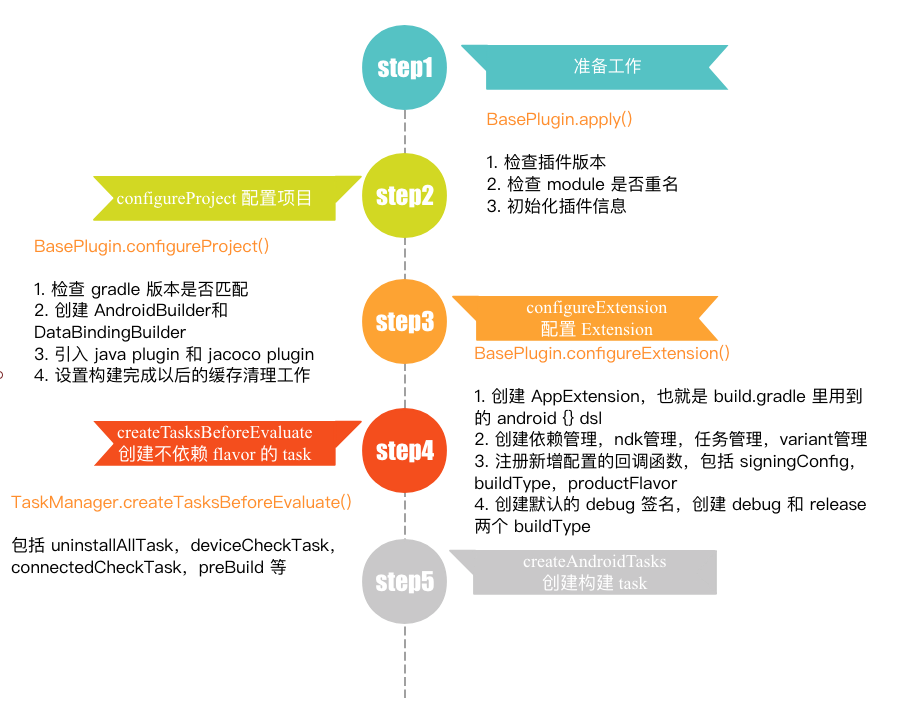 step1
准备工作
BasePlugin.apply()
1. 检查插件版本
2. 检查 module 是否重名
3. 初始化插件信息
step2
configureProject 配置项目
BasePlugin.configureProject()
1. 检查 gradle 版本是否匹配
2. 创建 AndroidBuilder和
DataBindingBuilder
3. 引入 java plugin 和 jacoco plugin
4. 设置构建完成以后的缓存清理工作
step3
configureExtension
配置 Extension
BasePlugin.configureExtension()
1. 创建 AppExtension，也就是 build.gradle 里用到
的 android {} dsl
2. 创建依赖管理，ndk管理，任务管理，variant管理
3. 注册新增配置的回调函数，包括 signingConfig，
buildType，productFlavor
4. 创建默认的 debug 签名，创建 debug 和 release
两个 buildType
step4
createTasksBeforeEvaluate
创建不依赖 flavor 的 task
TaskManager.createTasksBeforeEvaluate()
包括 uninstallAllTask，deviceCheckTask，
connectedCheckTask，preBuild 等
step5
createAndroidTasks
创建构建 task